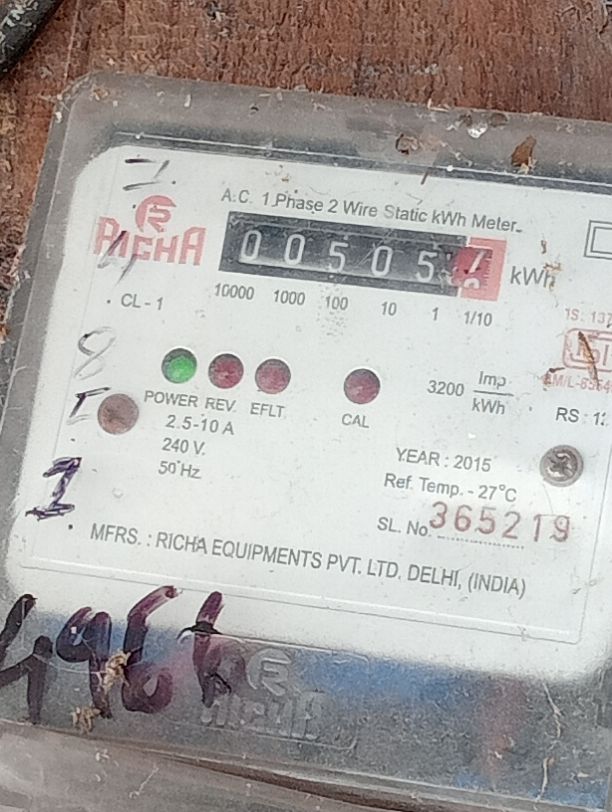 A.C. 1 Phase 2 Wire Static kWh Meter
RICHA
0 0 5 0 5 kWh
10000 1000 100 10 1 1/10
CL - 1
POWER REV. EFLT CAL
3200 Imp/kWh
2.5-10 A
240 V.
50 Hz
YEAR : 2015
Ref. Temp. - 27°C
SL. No. 365219
MFRS. : RICHA EQUIPMENTS PVT. LTD. DELHI, (INDIA)
RICHA